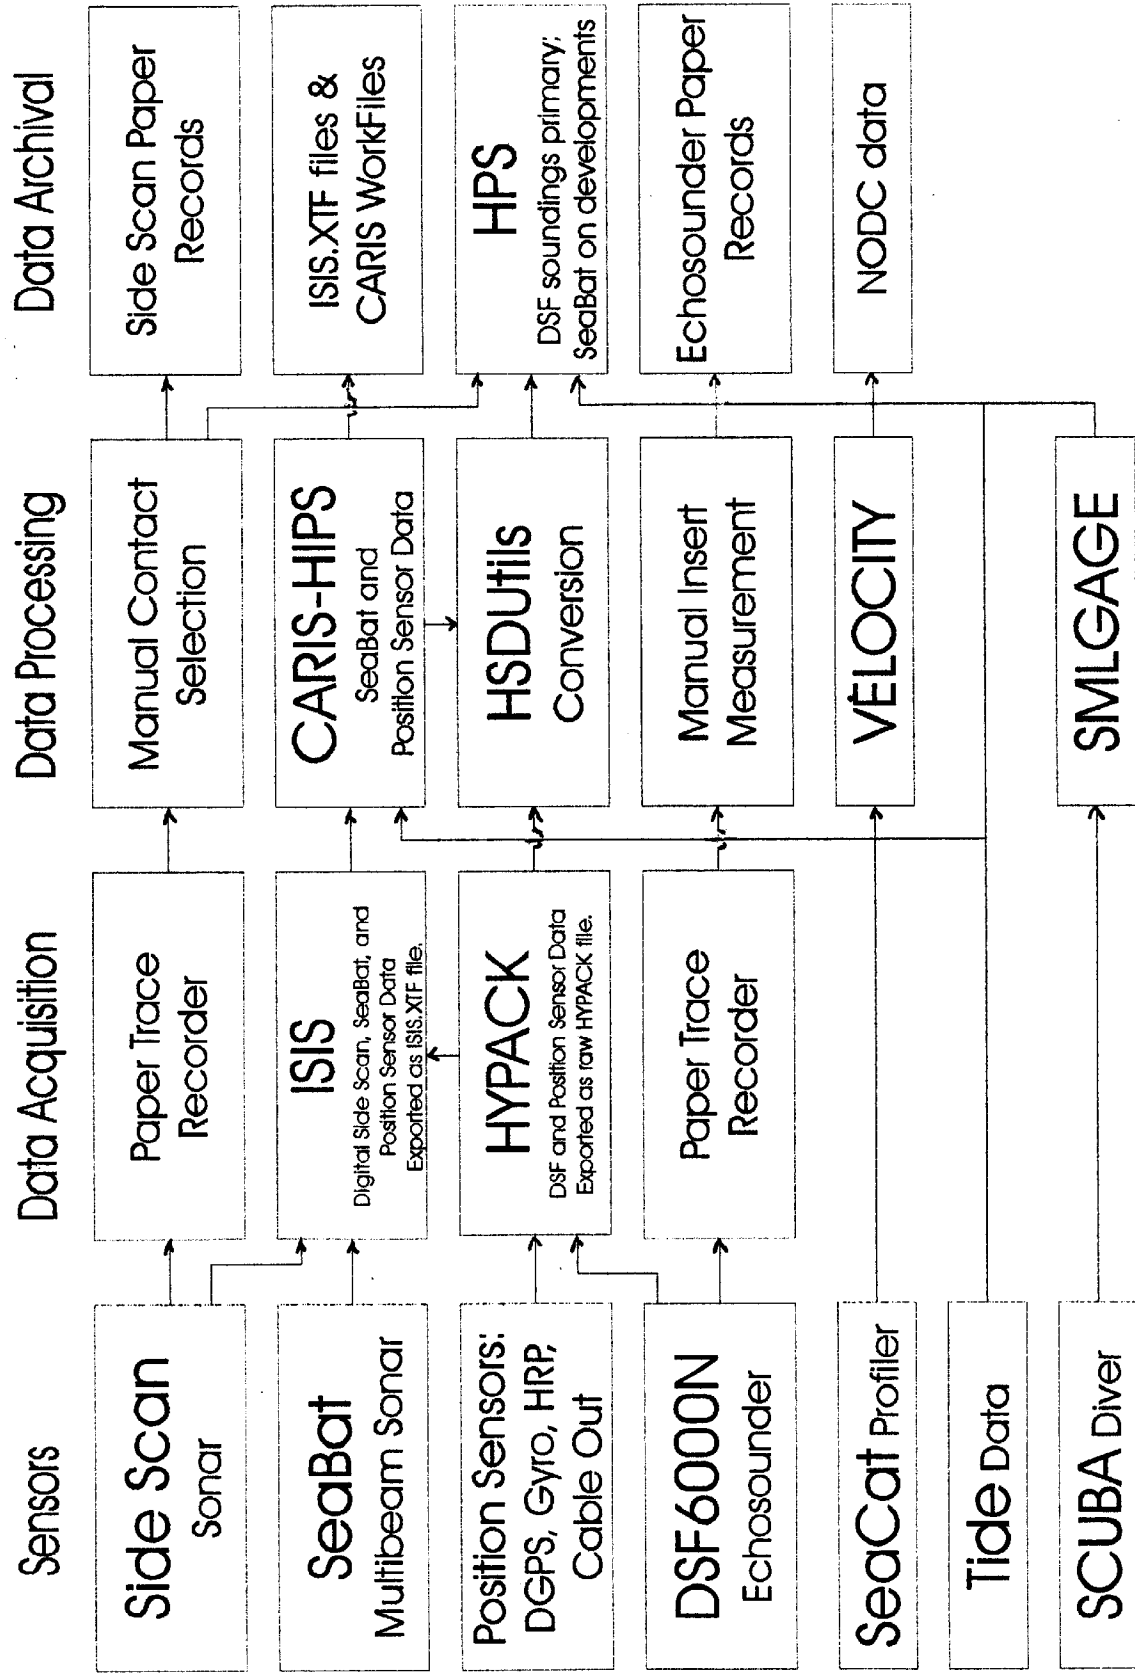 Sensors
Data Acquisition
Data Processing
Data Archival
Side Scan
Sonar
Paper Trace
Recorder
Manual Contact
Selection
Side Scan Paper
Records
SeaBat
Multibeam Sonar
ISIS
Digital Side Scan, SeaBat, and
Position Sensor Data
Exported as ISIS.XTF file.
CARIS-HIPS
SeaBat and
Position Sensor Data
ISIS.XTF files &
CARIS WorkFiles
Position Sensors:
DGPS, Gyro, HRP,
Cable Out
HYPACK
DSF and Position Sensor Data
Exported as raw HYPACK file.
HSDUtils
Conversion
HPS
DSF soundings primary;
SeaBat on developments
DSF6000N
Echosounder
Paper Trace
Recorder
Manual Insert
Measurement
Echosounder Paper
Records
SeaCat Profiler
VELOCITY
NODC data
Tide Data
SCUBA Diver
SMLGAGE